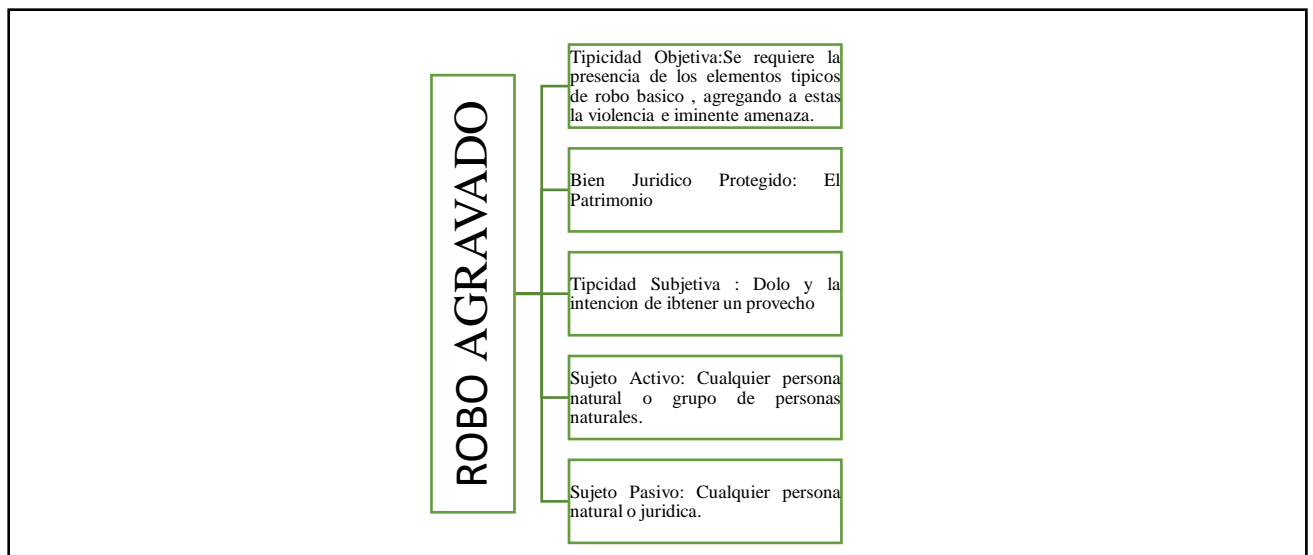 ROBO AGRAVADO
Tipicidad Objetiva:Se requiere la
presencia de los elementos tipicos
de robo basico , agregando a estas
la violencia e iminente amenaza.
Bien Juridico Protegido: El
Patrimonio
Tipcidad Subjetiva : Dolo y la
intencion de ibtener un provecho
Sujeto Activo: Cualquier persona
natural o grupo de personas
naturales.
Sujeto Pasivo: Cualquier persona
natural o juridica.